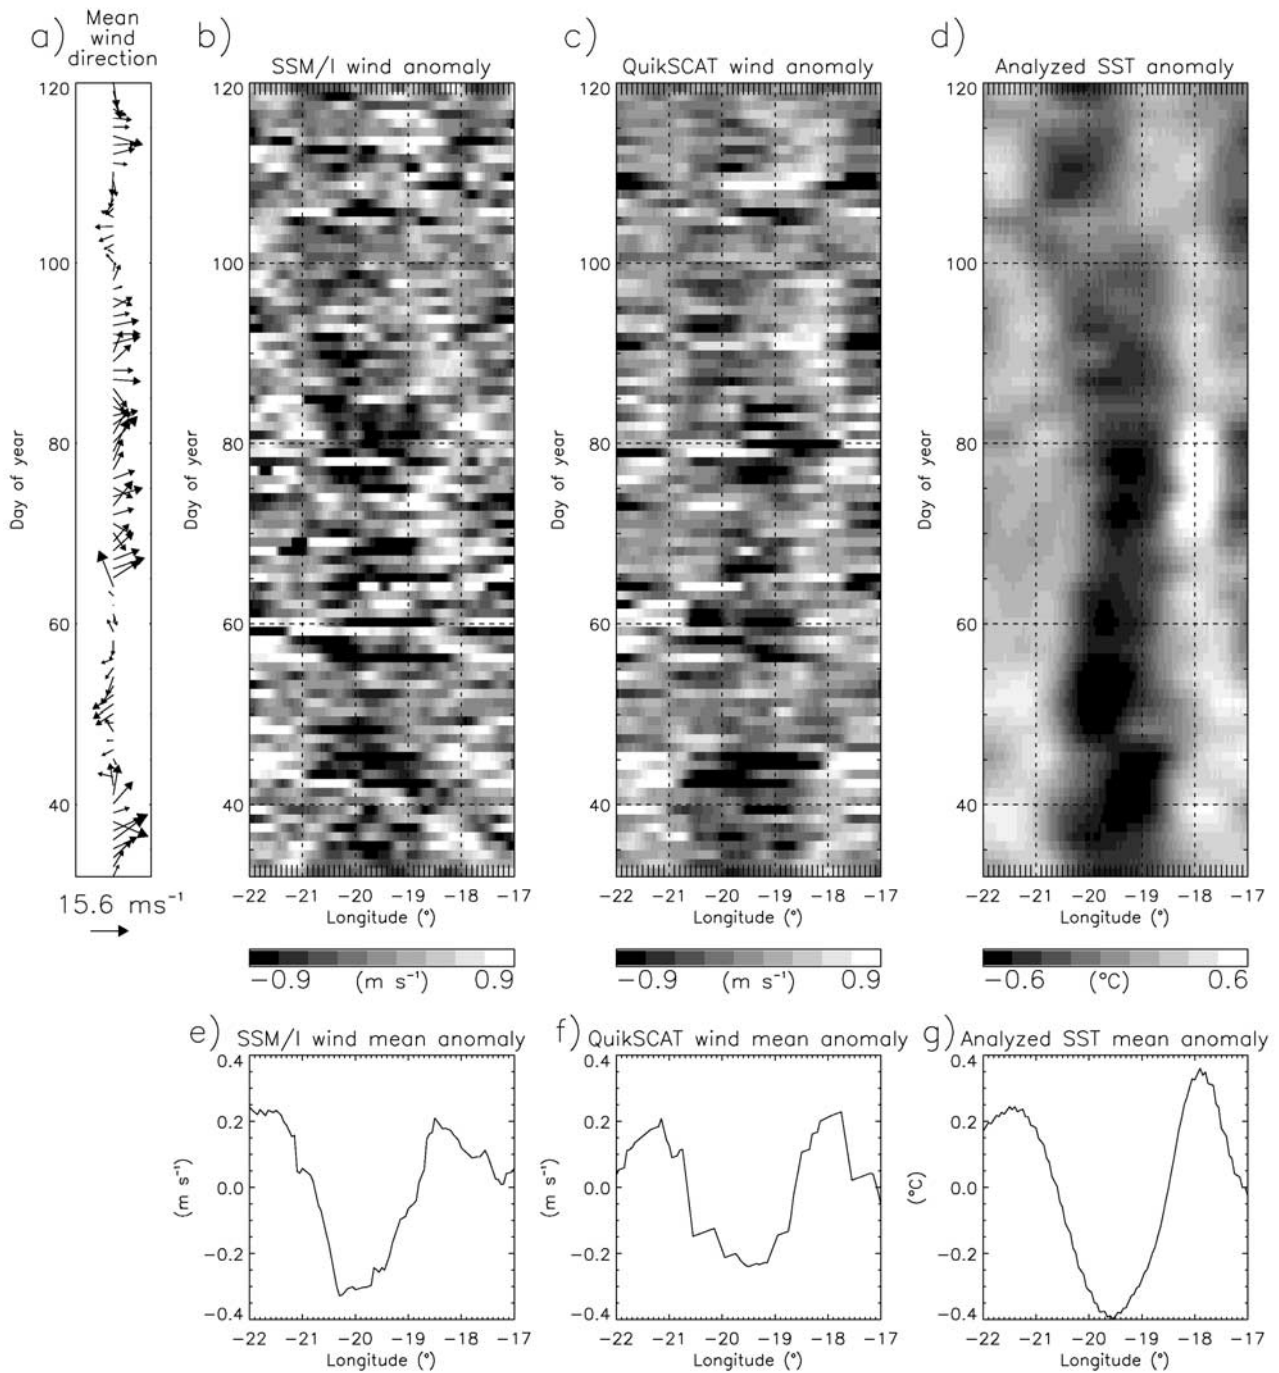 a) Mean wind direction
b) SSM/I wind anomaly
c) QuikSCAT wind anomaly
d) Analyzed SST anomaly
120 100 80 60 40
Day of year
15.6 ms⁻¹
120 100 80 60 40
Day of year
−22 −21 −20 −19 −18 −17
Longitude (°)
−0.9 (m s⁻¹) 0.9
120 100 80 60 40
Day of year
−22 −21 −20 −19 −18 −17
Longitude (°)
−0.9 (m s⁻¹) 0.9
120 100 80 60 40
Day of year
−22 −21 −20 −19 −18 −17
Longitude (°)
−0.6 (°C) 0.6
e) SSM/I wind mean anomaly
0.4 0.2 0.0 −0.2 −0.4
(m s⁻¹)
−22 −21 −20 −19 −18 −17
Longitude (°)
f) QuikSCAT wind mean anomaly
0.4 0.2 0.0 −0.2 −0.4
(m s⁻¹)
−22 −21 −20 −19 −18 −17
Longitude (°)
g) Analyzed SST mean anomaly
0.4 0.2 0.0 −0.2 −0.4
(°C)
−22 −21 −20 −19 −18 −17
Longitude (°)